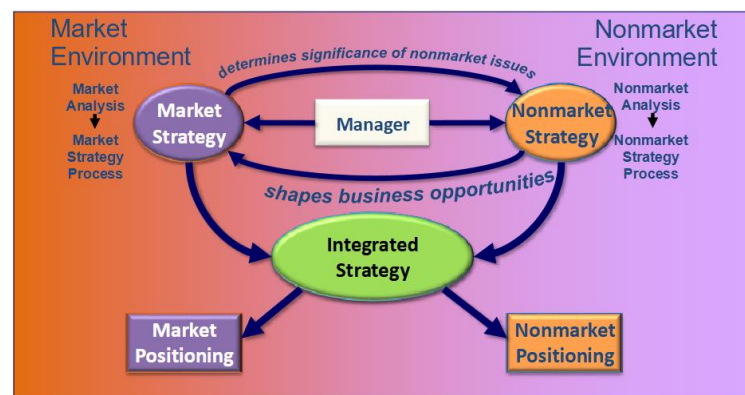 Market
Environment
Nonmarket
Environment
determines significance of nonmarket issues
Market
Analysis
Market
Strategy
Process
Market
Strategy
Manager
Nonmarket
Strategy
Nonmarket
Analysis
Nonmarket
Strategy
Process
shapes business opportunities
Integrated
Strategy
Market
Positioning
Nonmarket
Positioning